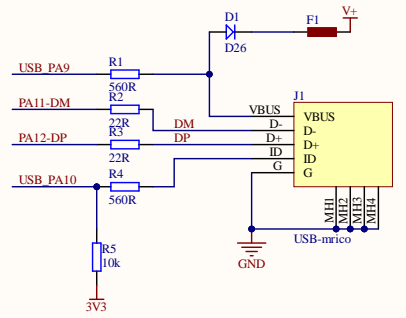 V+
D1
F1
D26
R1
USB_PA9
560R
J1
R2
VBUS
VBUS
PA11-DM
DM
D-
D-
22R
R3
PA12-DP
DP
D+
D+
22R
ID
ID
R4
USB_PA10
G
G
560R
MH1
MH2
MH3
MH4
R5
10k
USB-mrico
GND
3V3